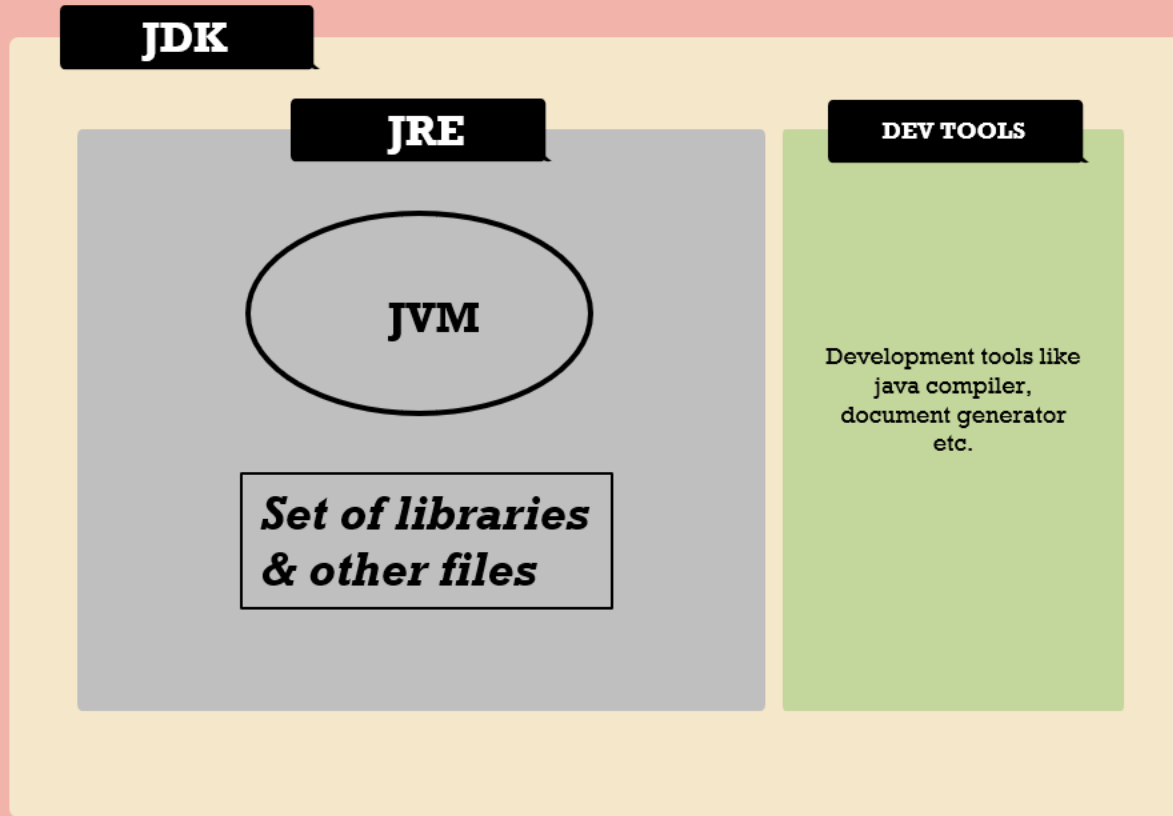 JDK
JRE
DEV TOOLS
JVM
Development tools like
java compiler,
document generator
etc.
Set of libraries
& other files